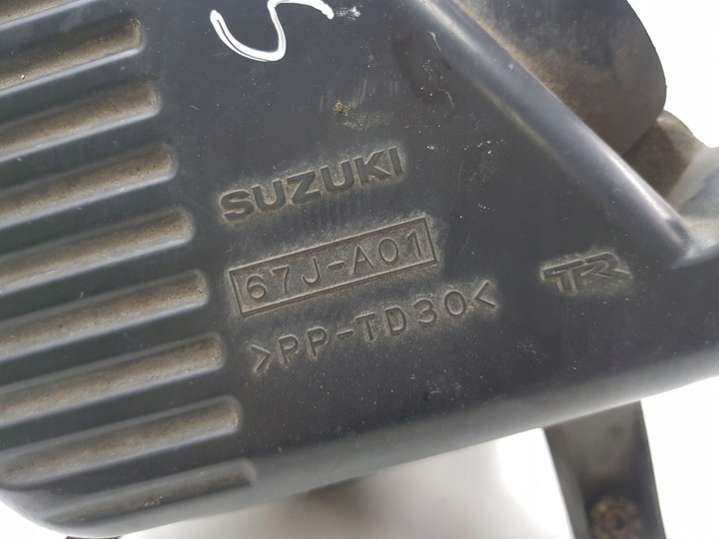 SUZUKI
67J-A01
TR
>PP-TD30<